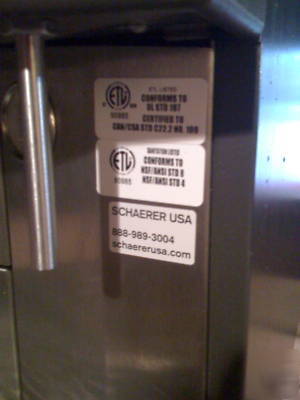 ETL LISTED
CONFORMS TO
UL STD 197
CERTIFIED TO
CAN/CSA STD C22.2 NO. 109
ETL
SANITATION LISTED
CONFORMS TO
NSF/ANSI STD 8
NSF/ANSI STD 4
ETL
SCHAERER USA
888-989-3004
schaererusa.com